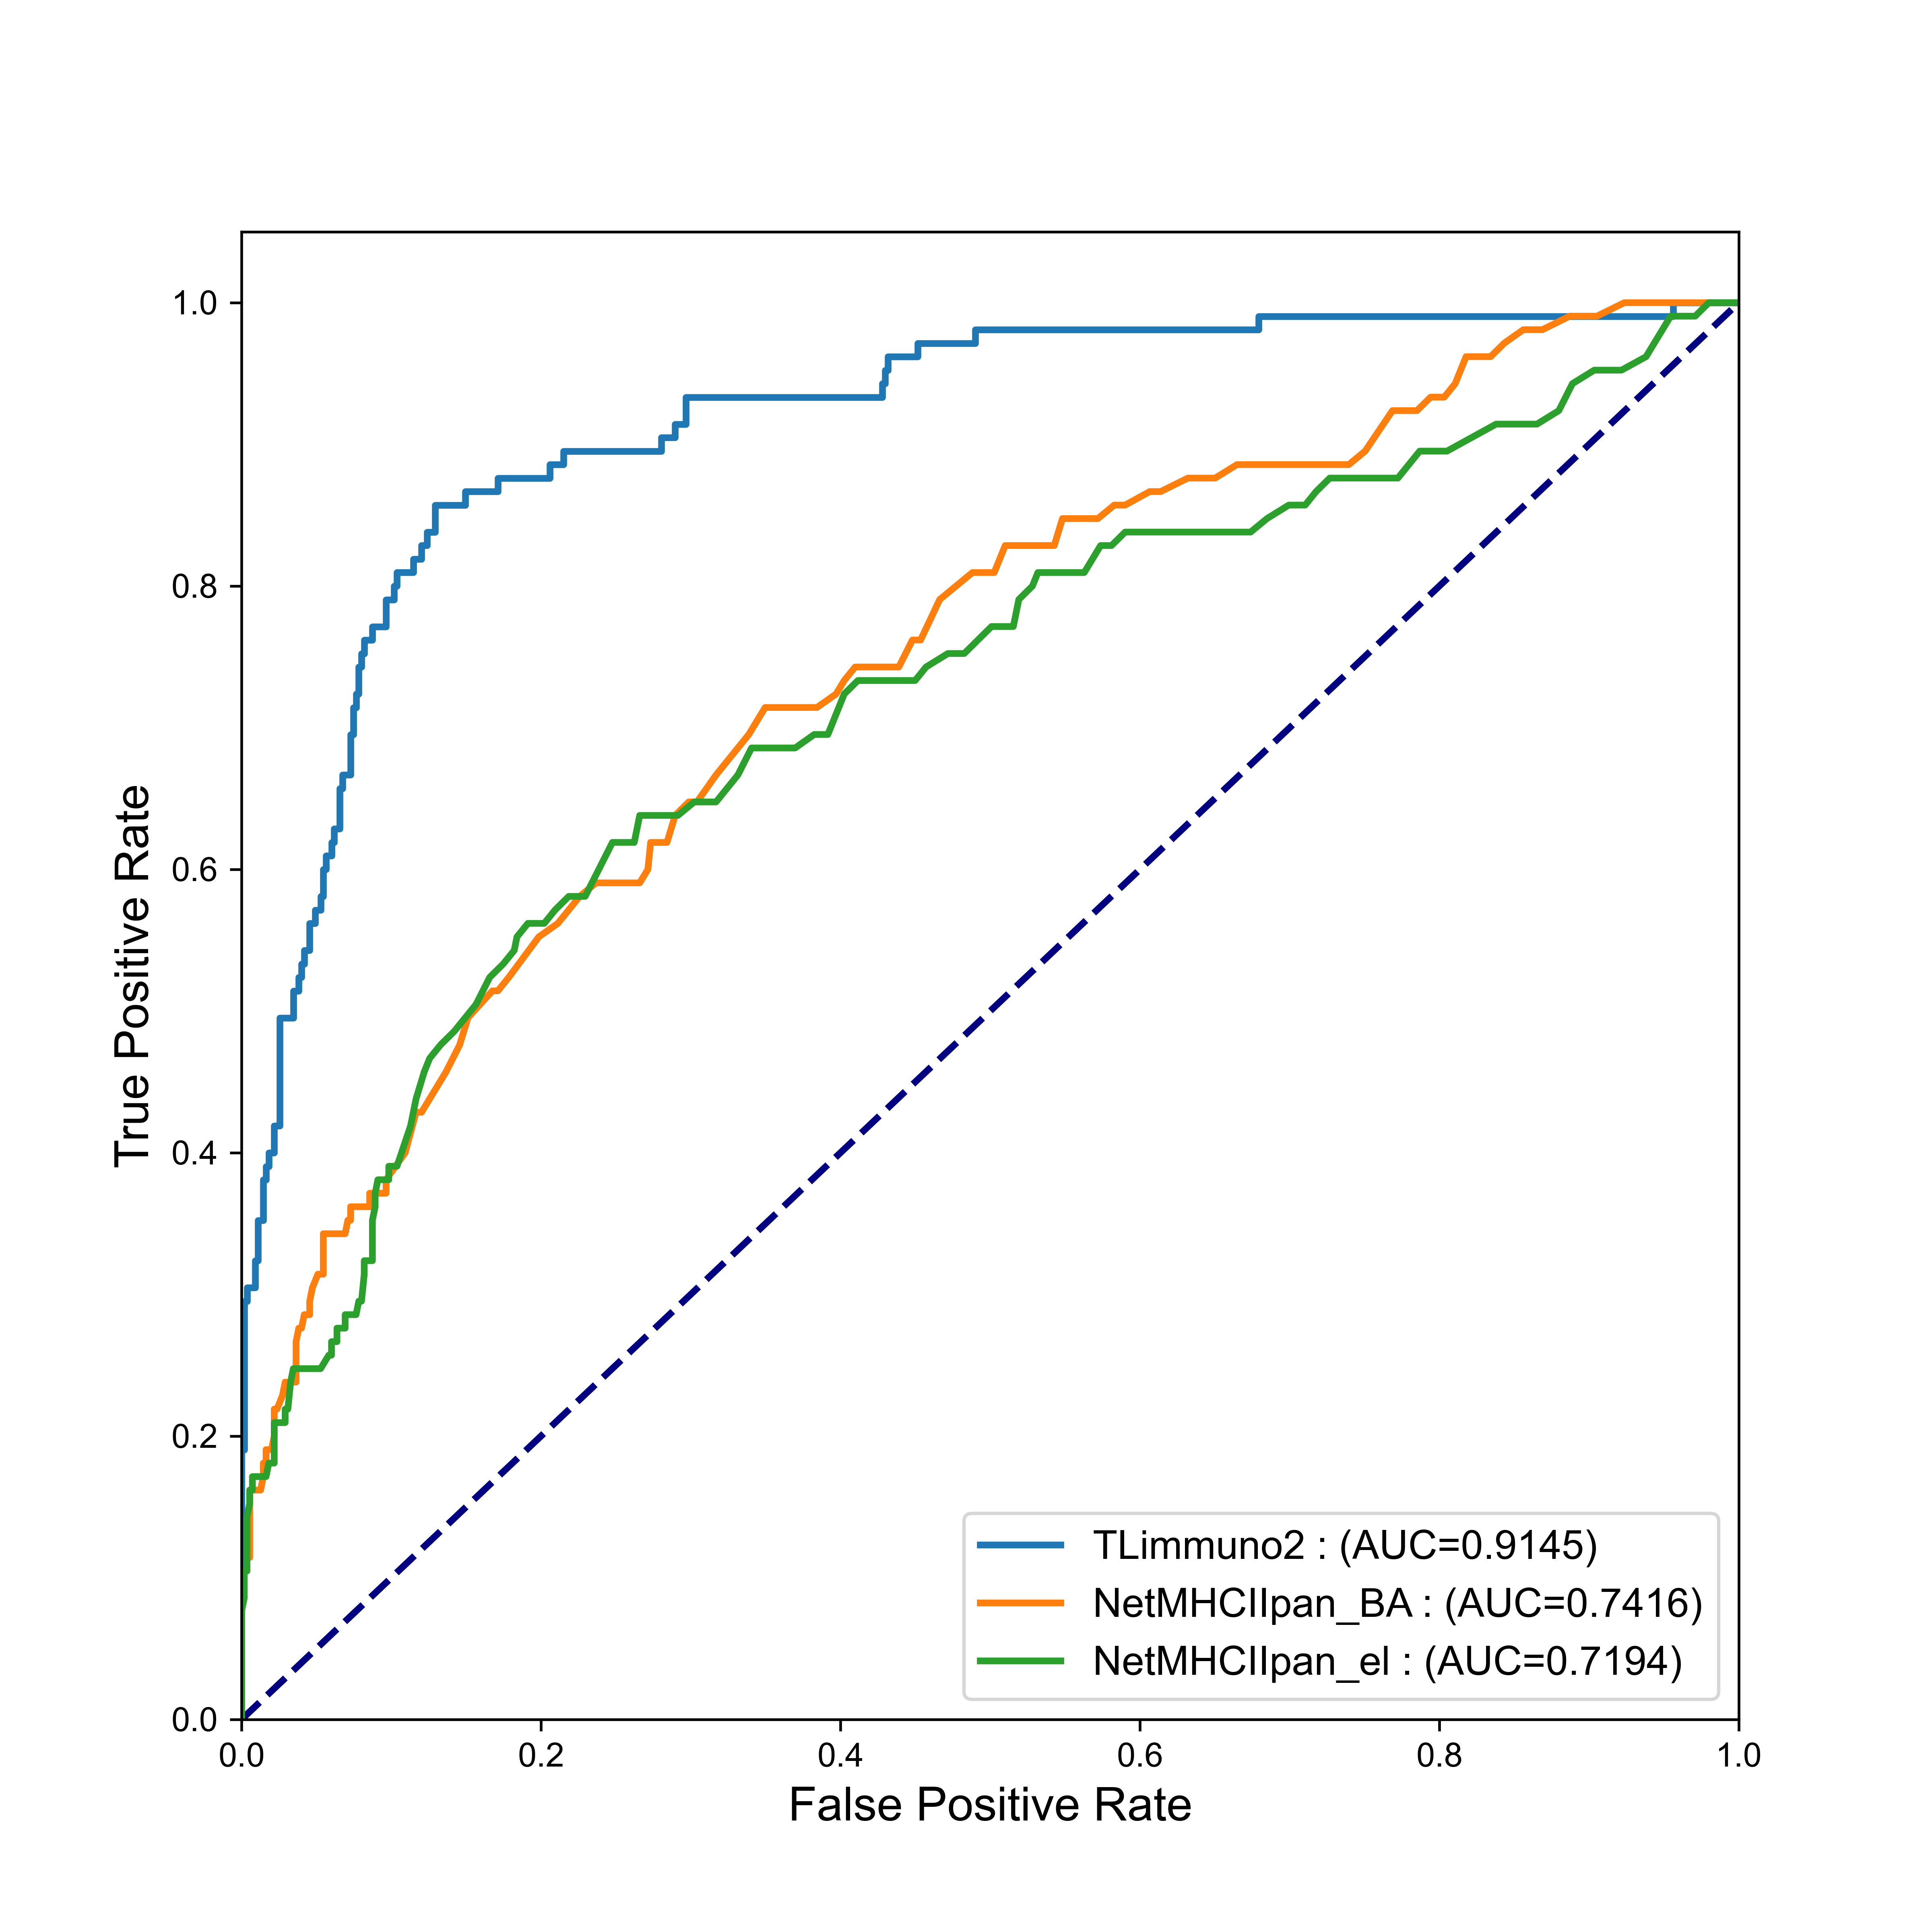 1.0
0.8
0.6
0.4
0.2
0.0
True Positive Rate
0.0 0.2 0.4 0.6 0.8 1.0
False Positive Rate
TLimmuno2 : (AUC=0.9145)
NetMHCIIpan_BA : (AUC=0.7416)
NetMHCIIpan_el : (AUC=0.7194)